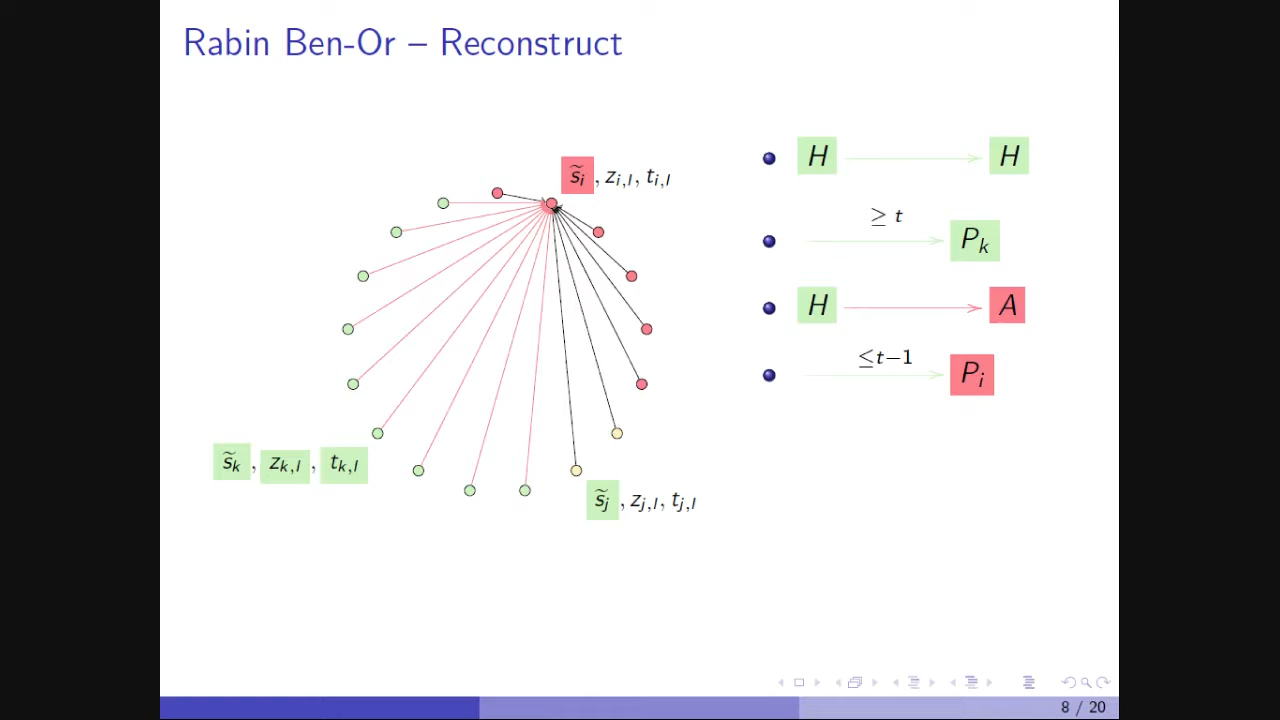 Rabin Ben-Or – Reconstruct
s̃ᵢ, zᵢ,ₗ, tᵢ,ₗ
H H
≥ t
Pₖ
H A
≤t−1
Pᵢ
s̃ₖ, zₖ,ₗ, tₖ,ₗ
s̃ⱼ, zⱼ,ₗ, tⱼ,ₗ
8 / 20